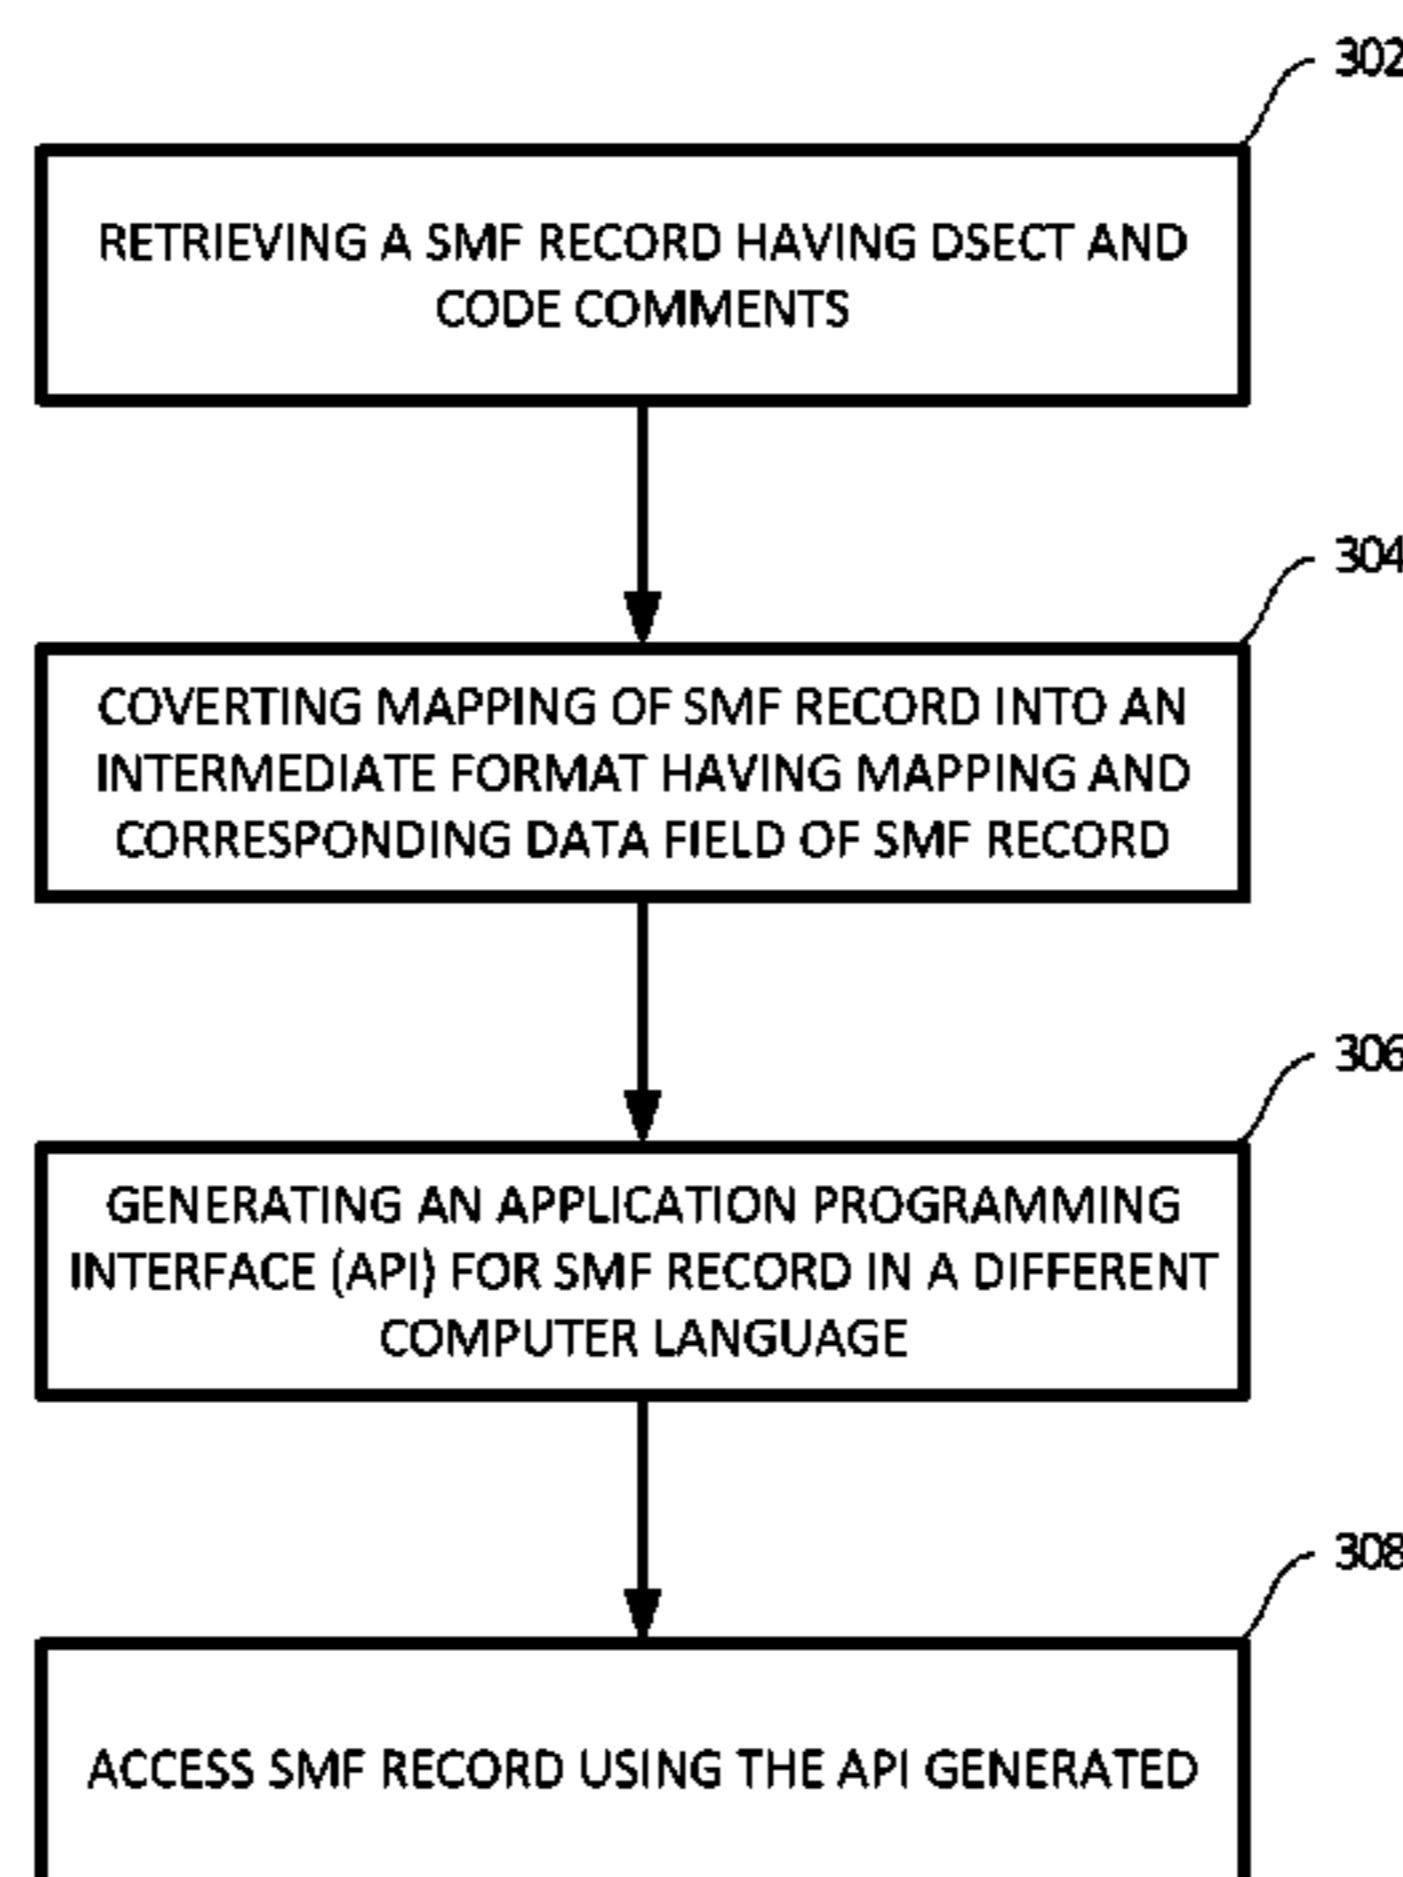 302
RETRIEVING A SMF RECORD HAVING DSECT AND
CODE COMMENTS
304
COVERTING MAPPING OF SMF RECORD INTO AN
INTERMEDIATE FORMAT HAVING MAPPING AND
CORRESPONDING DATA FIELD OF SMF RECORD
306
GENERATING AN APPLICATION PROGRAMMING
INTERFACE (API) FOR SMF RECORD IN A DIFFERENT
COMPUTER LANGUAGE
308
ACCESS SMF RECORD USING THE API GENERATED